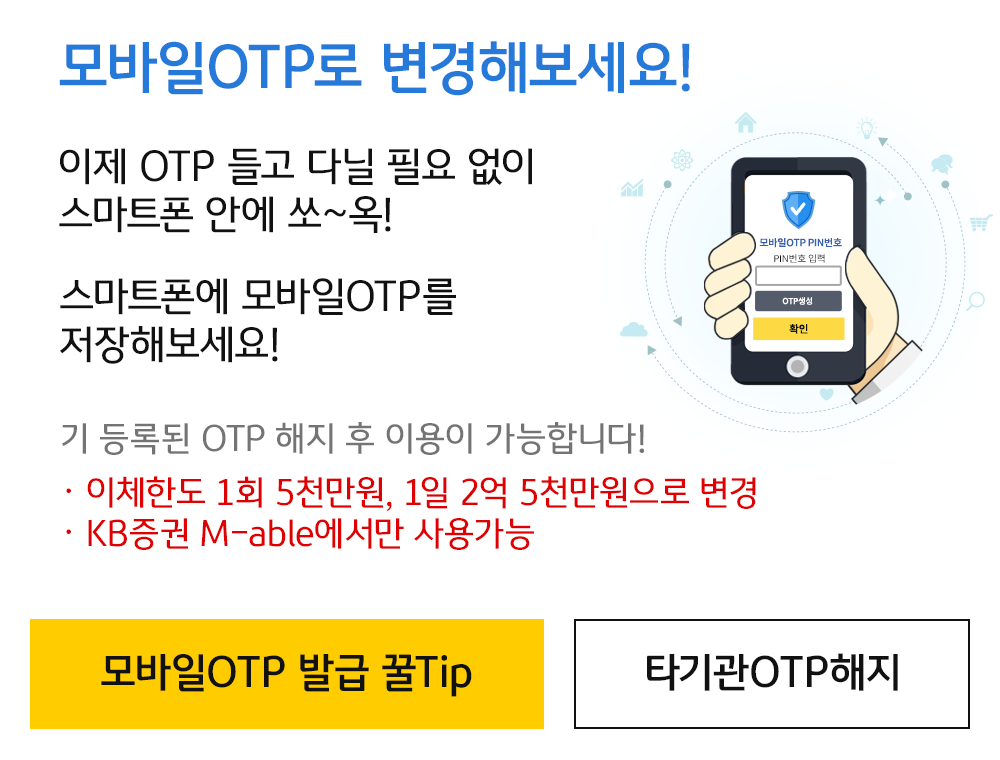 모바일OTP로 변경해보세요!
이제 OTP 들고 다닐 필요 없이
스마트폰 안에 쏘~옥!
스마트폰에 모바일OTP를
저장해보세요!
모바일OTP PIN번호
PIN번호 입력
OTP생성
확인
기 등록된 OTP 해지 후 이용이 가능합니다!
· 이체한도 1회 5천만원, 1일 2억 5천만원으로 변경
· KB증권 M-able에서만 사용가능
모바일OTP 발급 꿀Tip
타기관OTP해지